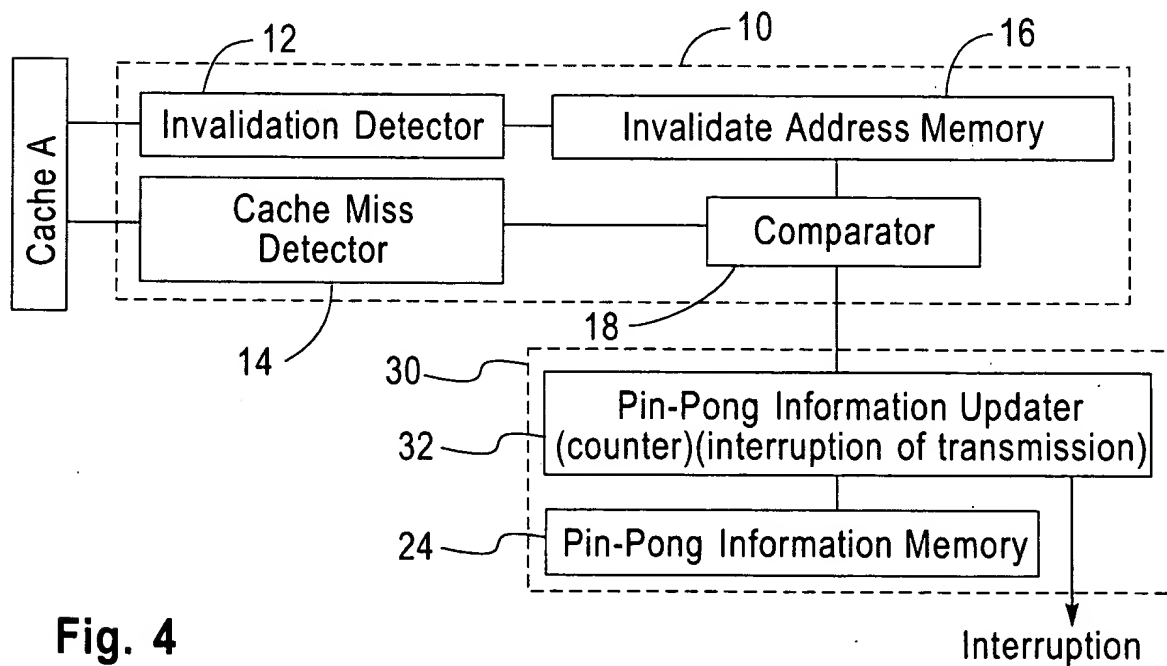 12
10
16
Cache A
Invalidation Detector
Invalidate Address Memory
Cache Miss
Detector
Comparator
14
18
30
Pin-Pong Information Updater
(counter)(interruption of transmission)
32
24
Pin-Pong Information Memory
Fig. 4
Interruption